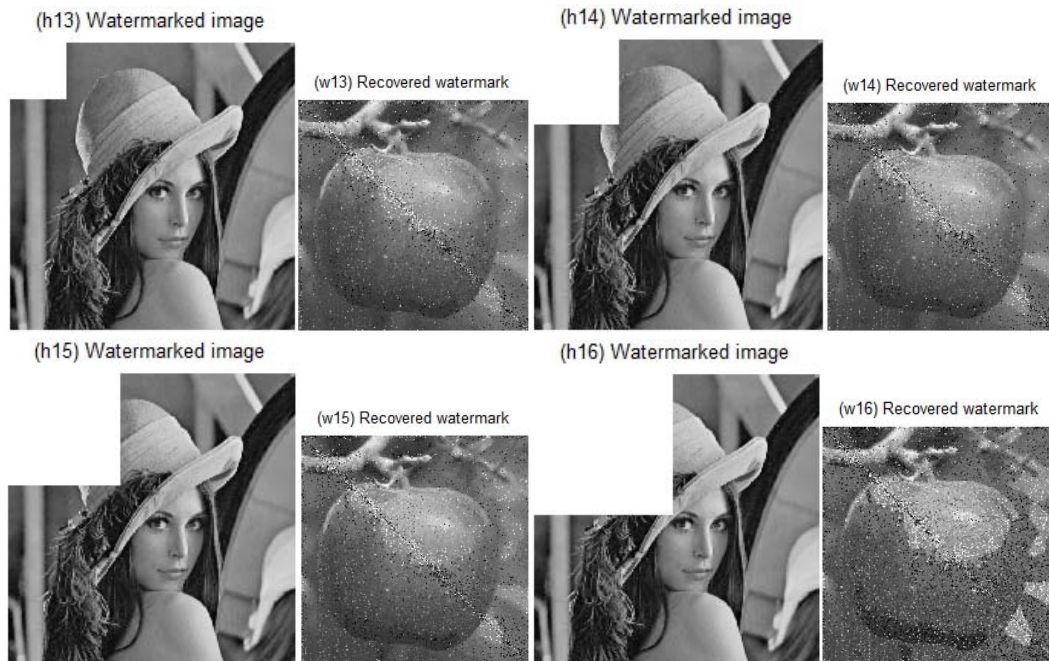 (h13) Watermarked image
(w13) Recovered watermark
(h14) Watermarked image
(w14) Recovered watermark
(h15) Watermarked image
(w15) Recovered watermark
(h16) Watermarked image
(w16) Recovered watermark